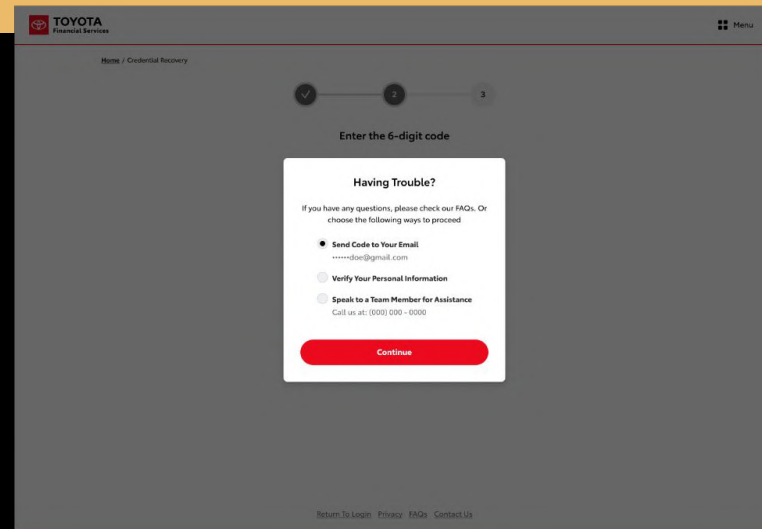 TOYOTA
Financial Services
Menu
Home / Credential Recovery
2
3
Enter the 6-digit code
Having Trouble?
If you have any questions, please check our FAQs. Or
choose the following ways to proceed
Send Code to Your Email
••••••doe@gmail.com
Verify Your Personal Information
Speak to a Team Member for Assistance
Call us at: (000) 000 - 0000
Continue
Return To Login Privacy FAQs Contact Us